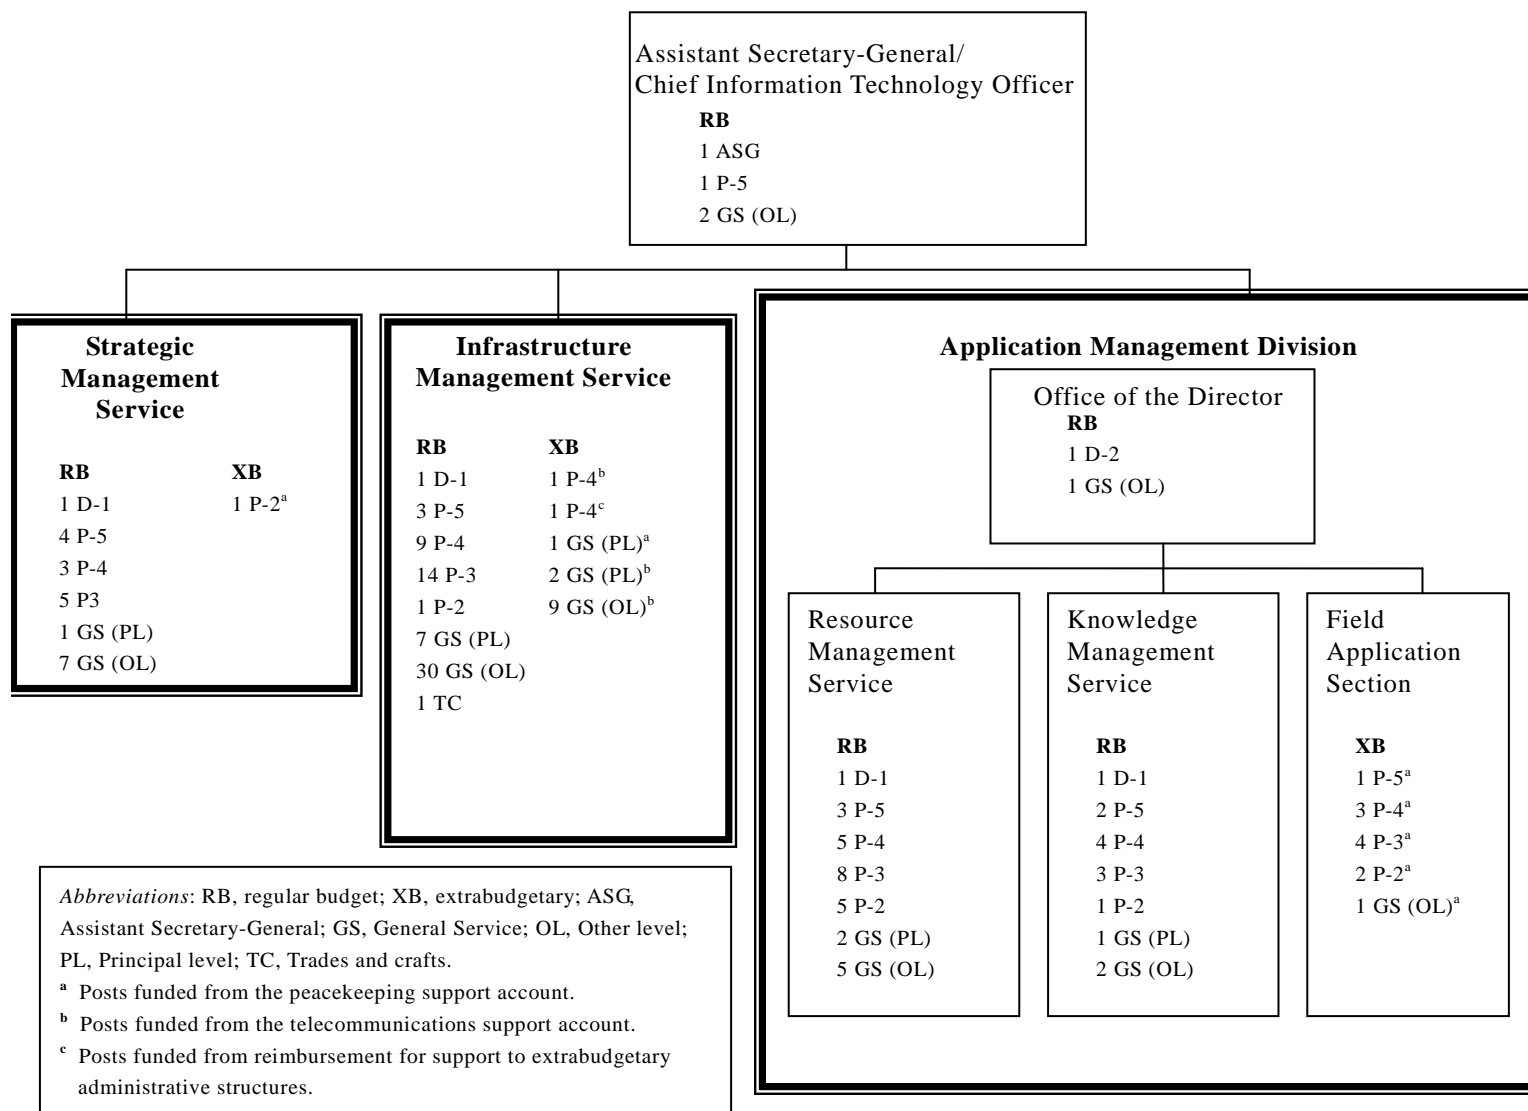 Assistant Secretary-General/
Chief Information Technology Officer
RB
1 ASG
1 P-5
2 GS (OL)
Strategic
Management
Service
RB
1 D-1
4 P-5
3 P-4
5 P3
1 GS (PL)
7 GS (OL)
XB
1 P-2a
Infrastructure
Management Service
RB
1 D-1
3 P-5
9 P-4
14 P-3
1 P-2
7 GS (PL)
30 GS (OL)
1 TC
XB
1 P-4b
1 P-4c
1 GS (PL)a
2 GS (PL)b
9 GS (OL)b
Application Management Division
Office of the Director
RB
1 D-2
1 GS (OL)
Resource
Management
Service
RB
1 D-1
3 P-5
5 P-4
8 P-3
5 P-2
2 GS (PL)
5 GS (OL)
Knowledge
Management
Service
RB
1 D-1
2 P-5
4 P-4
3 P-3
1 P-2
1 GS (PL)
2 GS (OL)
Field
Application
Section
XB
1 P-5a
3 P-4a
4 P-3a
2 P-2a
1 GS (OL)a
Abbreviations: RB, regular budget; XB, extrabudgetary; ASG,
Assistant Secretary-General; GS, General Service; OL, Other level;
PL, Principal level; TC, Trades and crafts.
a Posts funded from the peacekeeping support account.
b Posts funded from the telecommunications support account.
c Posts funded from reimbursement for support to extrabudgetary
administrative structures.